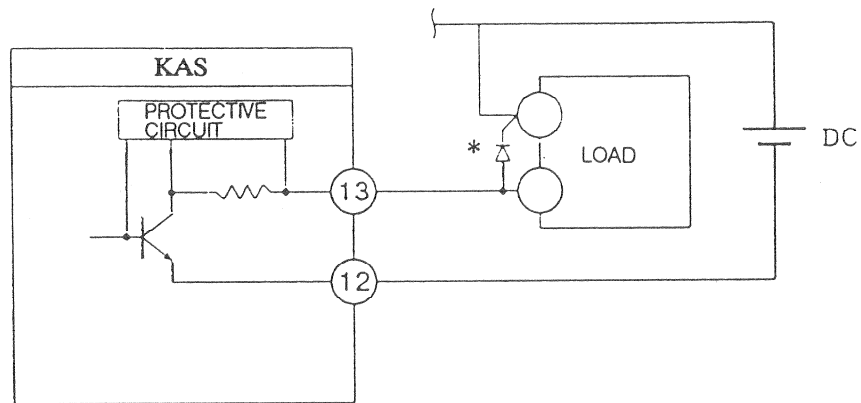 KAS
PROTECTIVE
CIRCUIT
13
*
LOAD
DC
12